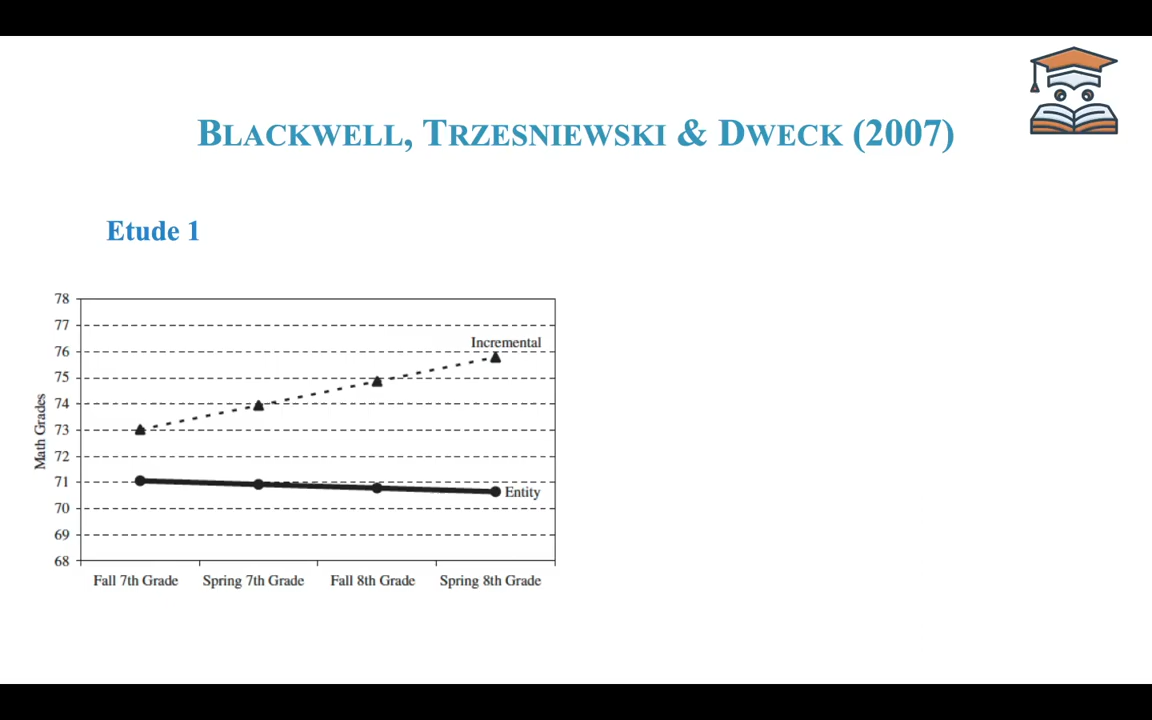 BLACKWELL, TRZESNIEWSKI & DWECK (2007)
Etude 1
78
77
76
75
74
73
72
71
70
69
68
Math Grades
Incremental
Entity
Fall 7th Grade Spring 7th Grade Fall 8th Grade Spring 8th Grade